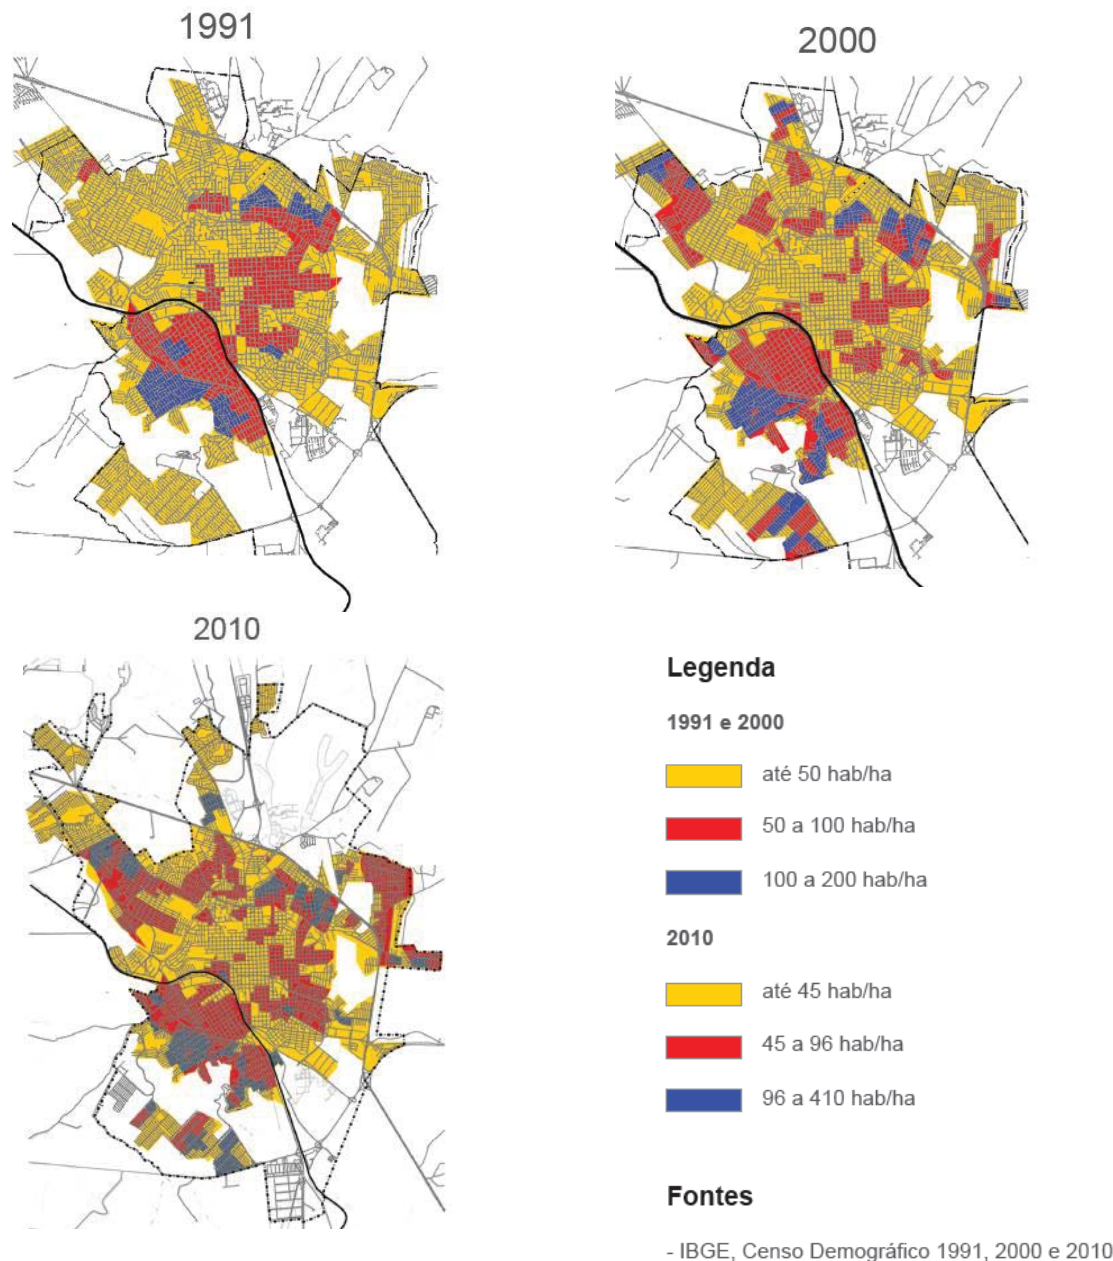 1991
2000
2010
Legenda
1991 e 2000
até 50 hab/ha
50 a 100 hab/ha
100 a 200 hab/ha
2010
até 45 hab/ha
45 a 96 hab/ha
96 a 410 hab/ha
Fontes
- IBGE, Censo Demográfico 1991, 2000 e 2010